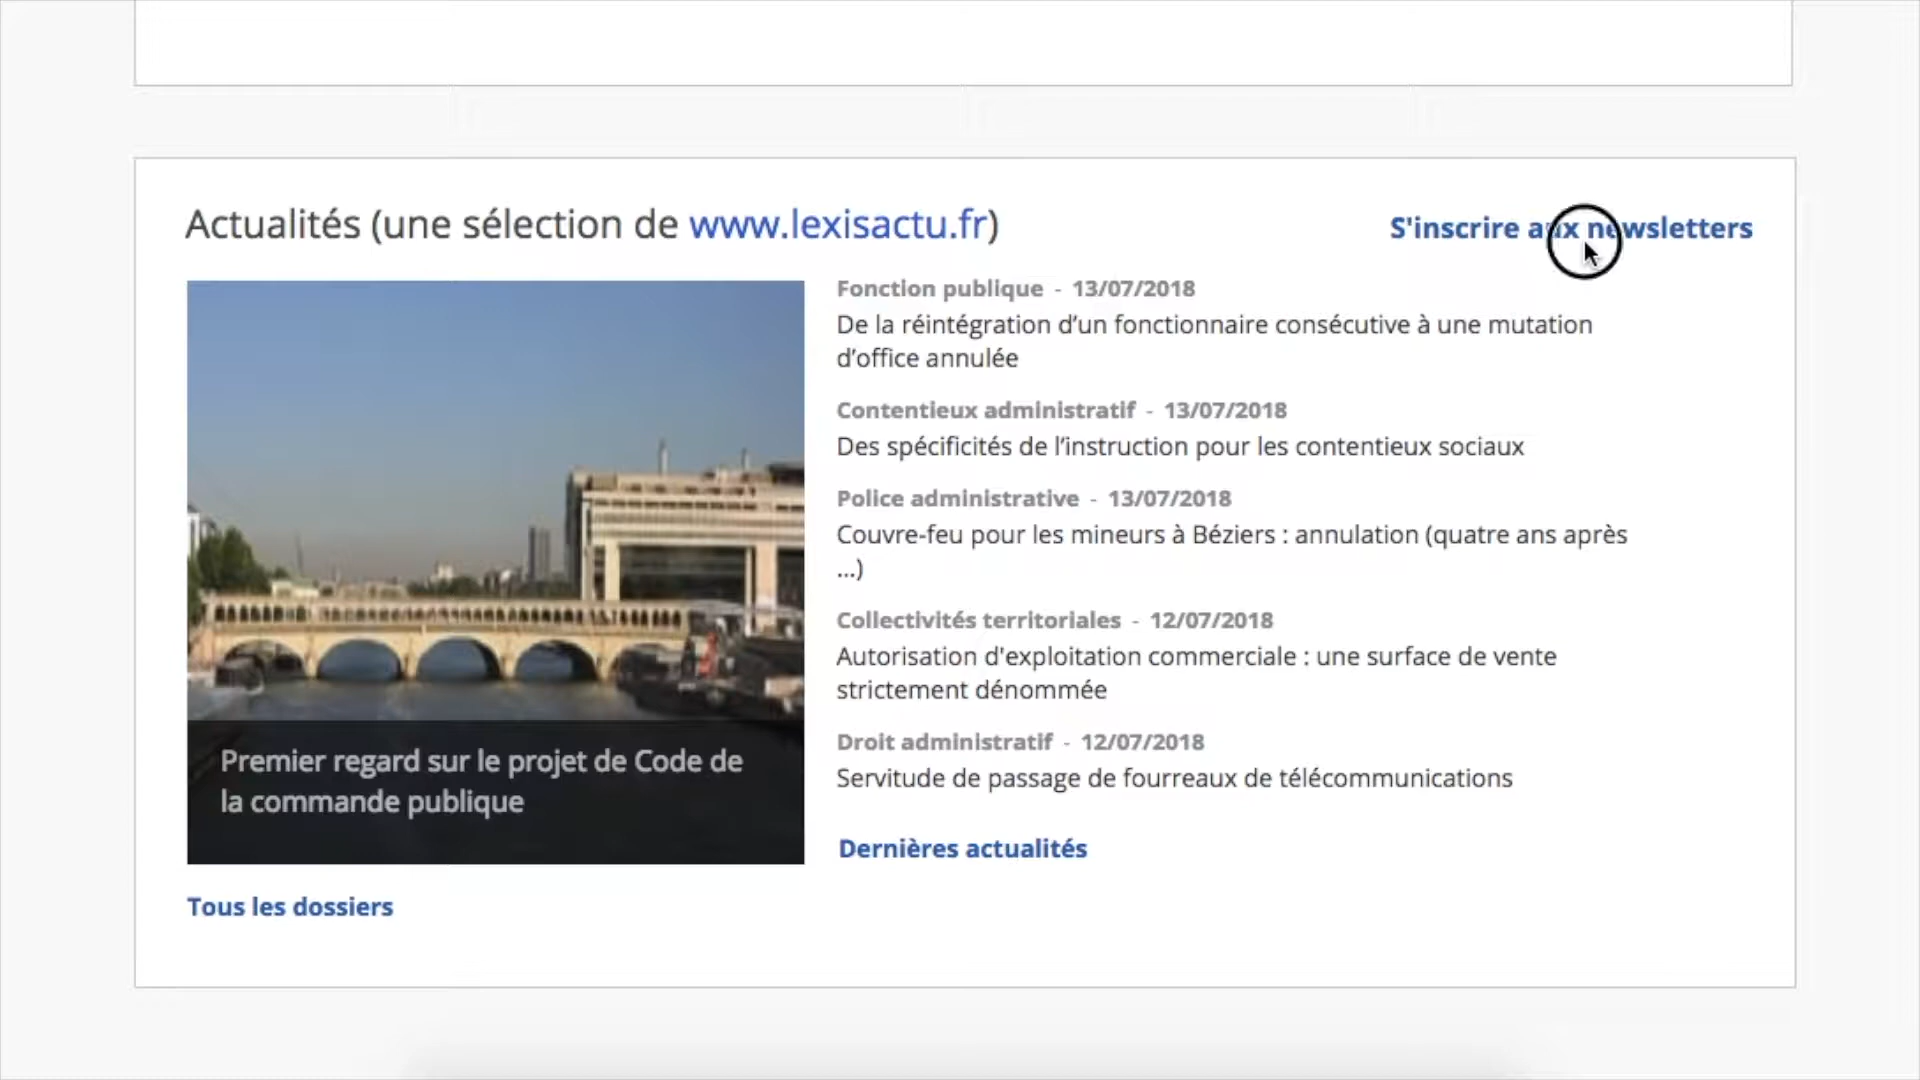 Actualités (une sélection de www.lexisactu.fr)
S'inscrire aux newsletters
Premier regard sur le projet de Code de
la commande publique
Tous les dossiers
Fonction publique - 13/07/2018
De la réintégration d’un fonctionnaire consécutive à une mutation
d’office annulée
Contentieux administratif - 13/07/2018
Des spécificités de l’instruction pour les contentieux sociaux
Police administrative - 13/07/2018
Couvre-feu pour les mineurs à Béziers : annulation (quatre ans après
...)
Collectivités territoriales - 12/07/2018
Autorisation d'exploitation commerciale : une surface de vente
strictement dénommée
Droit administratif - 12/07/2018
Servitude de passage de fourreaux de télécommunications
Dernières actualités